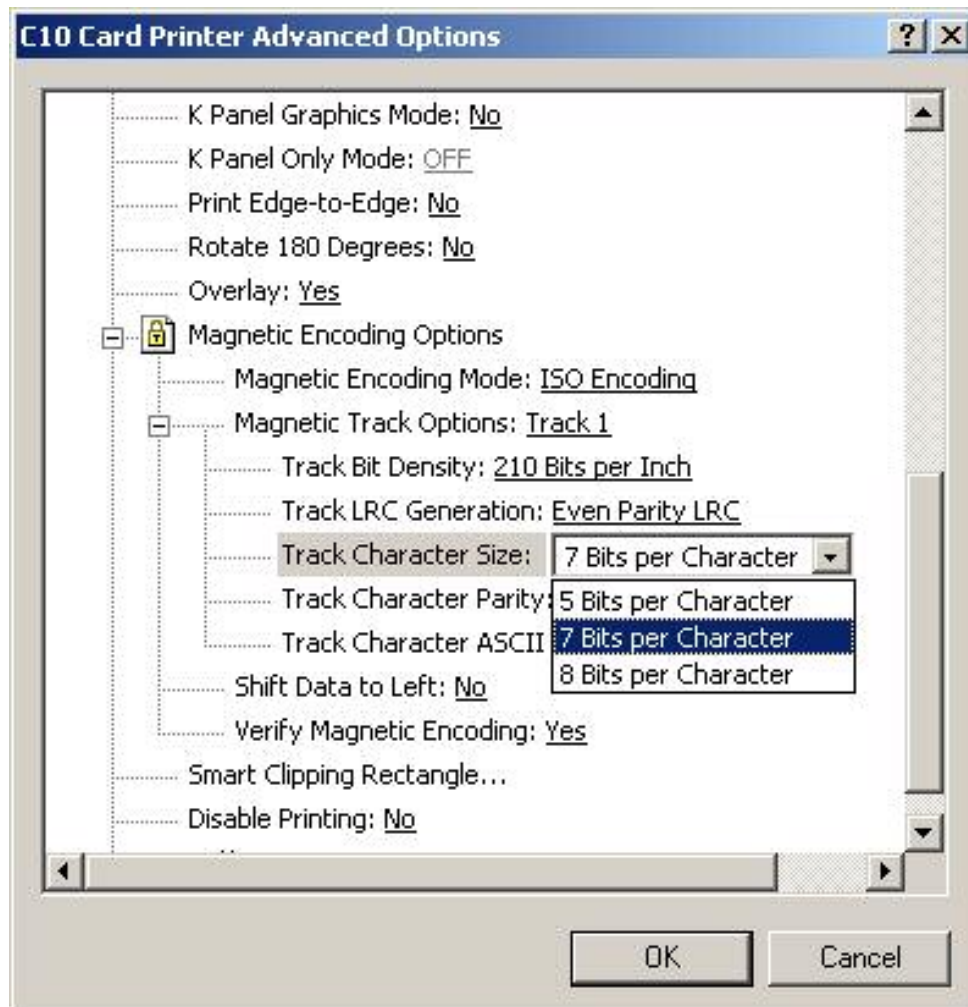 C10 Card Printer Advanced Options
K Panel Graphics Mode: No
K Panel Only Mode: OFF
Print Edge-to-Edge: No
Rotate 180 Degrees: No
Overlay: Yes
Magnetic Encoding Options
Magnetic Encoding Mode: ISO Encoding
Magnetic Track Options: Track 1
Track Bit Density: 210 Bits per Inch
Track LRC Generation: Even Parity LRC
Track Character Size: 7 Bits per Character
Track Character Parity: 5 Bits per Character
7 Bits per Character
Track Character ASCII
8 Bits per Character
Shift Data to Left: No
Verify Magnetic Encoding: Yes
Smart Clipping Rectangle...
Disable Printing: No
OK Cancel